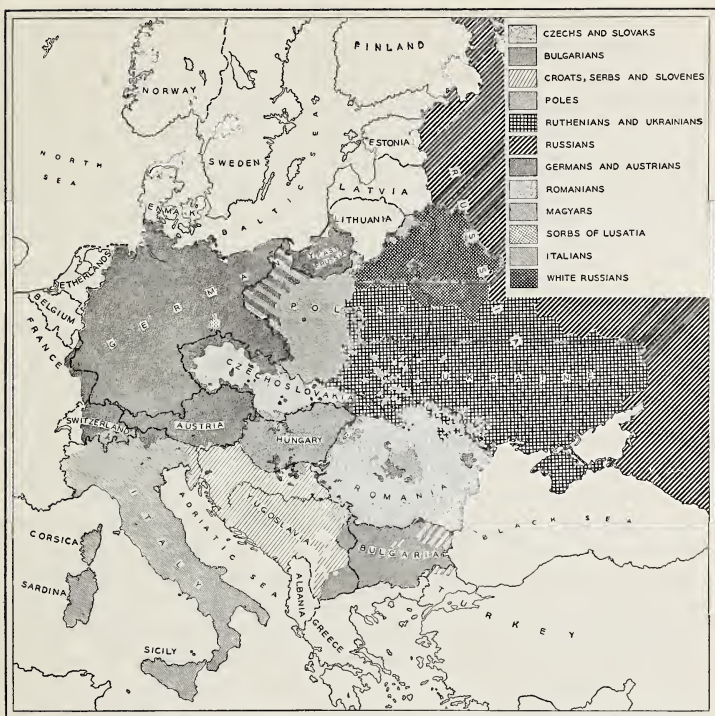 CZECHS AND SLOVAKS
BULGARIANS
CROATS, SERBS AND SLOVENES
POLES
RUTHENIANS AND UKRAINIANS
RUSSIANS
GERMANS AND AUSTRIANS
ROMANIANS
MAGYARS
SORBS OF LUSATIA
ITALIANS
WHITE RUSSIANS
FINLAND
NORWAY
SWEDEN
NORTH
SEA
BALTIC SEA
ESTONIA
LATVIA
LITHUANIA
RUSSIA
NETHERLANDS
BELGIUM
FRANCE
POLAND
CZECHOSLOVAKIA
SWITZERLAND
AUSTRIA
HUNGARY
ROMANIA
YUGOSLAVIA
BULGARIA
ITALY
ADRIATIC SEA
CORSICA
SARDINA
SICILY
ALBANIA
GREECE
TURKEY
BLACK SEA